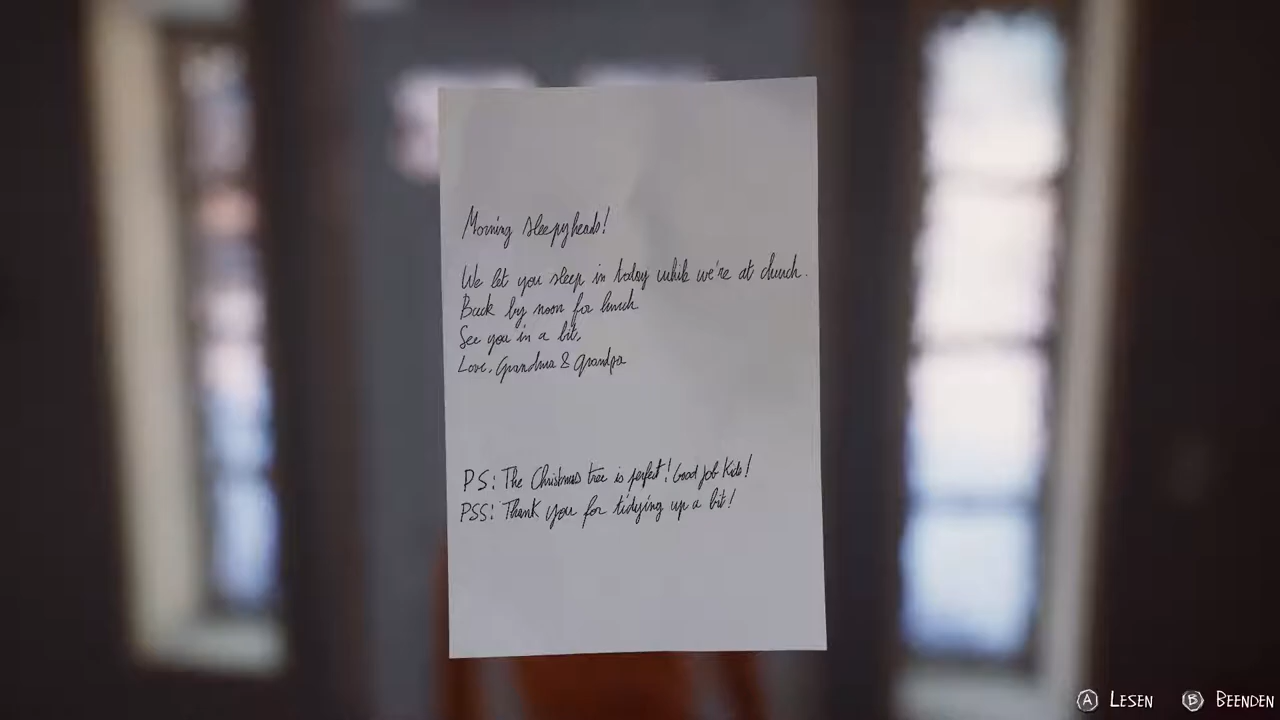 Morning sleepyheads!
We let you sleep in today while we're at church.
Back by noon for lunch
See you in a bit,
Love, Grandma & Grandpa
PS: The Christmas tree is perfect! Good job kids!
PSS: Thank you for tidying up a bit!
A LESEN B BEENDEN